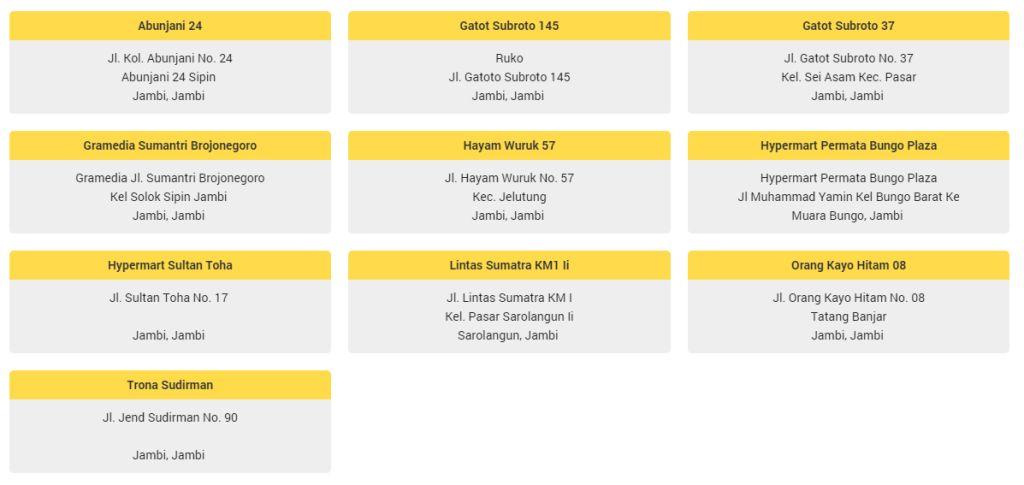 Abunjani 24
Jl. Kol. Abunjani No. 24
Abunjani 24 Sipin
Jambi, Jambi
Gatot Subroto 145
Ruko
Jl. Gatoto Subroto 145
Jambi, Jambi
Gatot Subroto 37
Jl. Gatot Subroto No. 37
Kel. Sei Asam Kec. Pasar
Jambi, Jambi
Gramedia Sumantri Brojonegoro
Gramedia Jl. Sumantri Brojonegoro
Kel Solok Sipin Jambi
Jambi, Jambi
Hayam Wuruk 57
Jl. Hayam Wuruk No. 57
Kec. Jelutung
Jambi, Jambi
Hypermart Permata Bungo Plaza
Hypermart Permata Bungo Plaza
Jl Muhammad Yamin Kel Bungo Barat Ke
Muara Bungo, Jambi
Hypermart Sultan Toha
Jl. Sultan Toha No. 17
Jambi, Jambi
Lintas Sumatra KM1 Ii
Jl. Lintas Sumatra KM I
Kel. Pasar Sarolangun Ii
Sarolangun, Jambi
Orang Kayo Hitam 08
Jl. Orang Kayo Hitam No. 08
Tatang Banjar
Jambi, Jambi
Trona Sudirman
Jl. Jend Sudirman No. 90
Jambi, Jambi